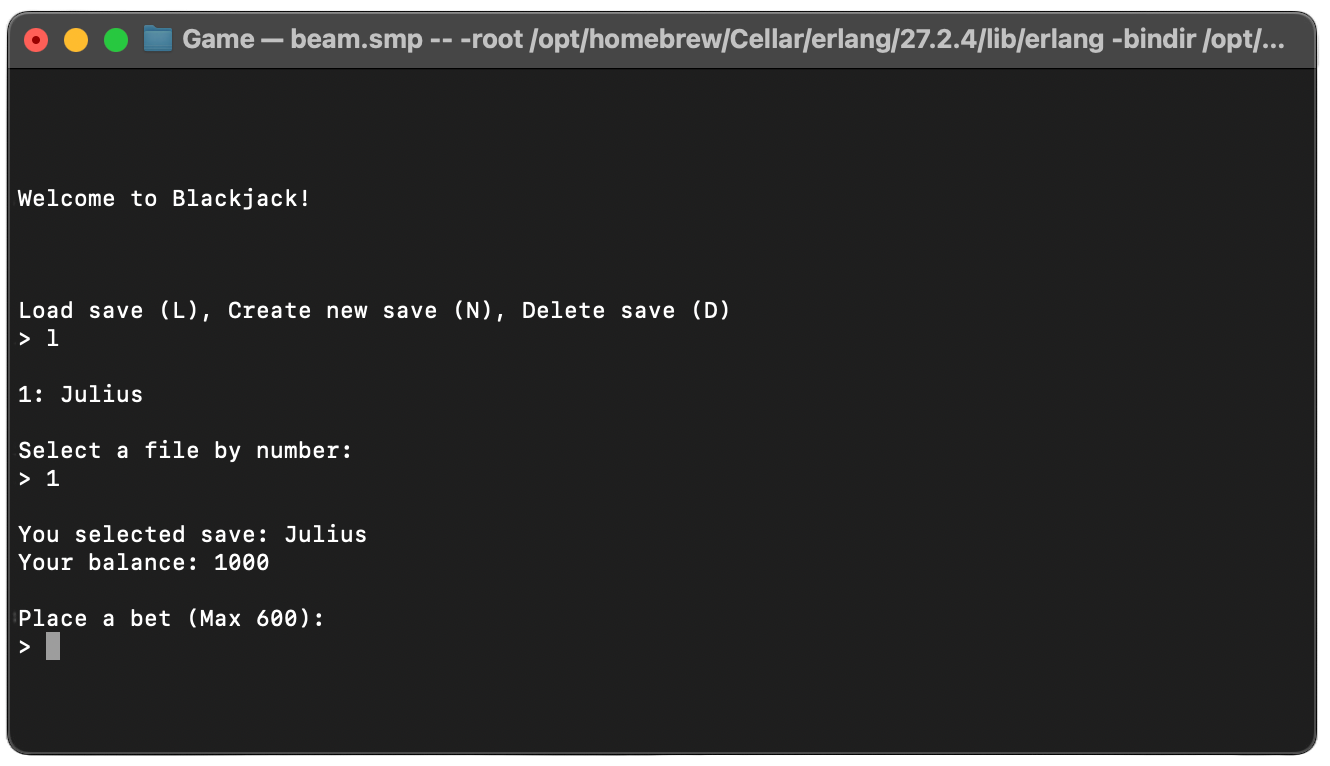 Game — beam.smp -- -root /opt/homebrew/Cellar/erlang/27.2.4/lib/erlang -bindir /opt/...
Welcome to Blackjack!
Load save (L), Create new save (N), Delete save (D)
> l
1: Julius
Select a file by number:
> 1
You selected save: Julius
Your balance: 1000
Place a bet (Max 600):
>